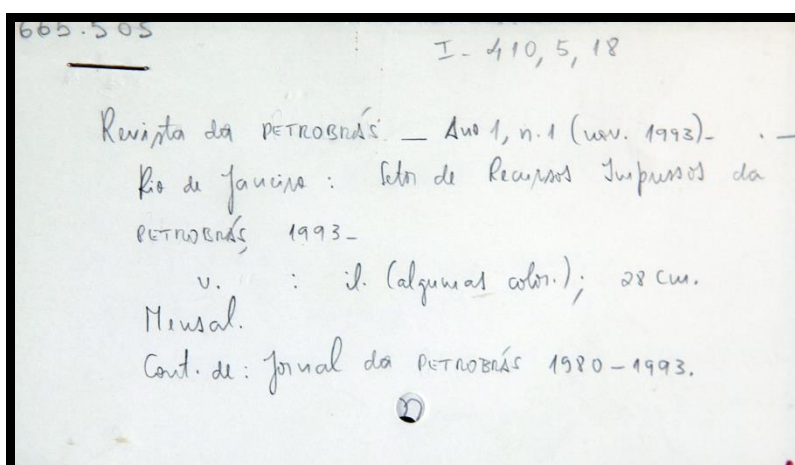 665.505
I- 410, 5, 18
Revista da PETROBRÁS — Ano 1, n.1 (nov. 1993)- . —
Rio de Janeiro : Setor de Recursos Impressos da
PETROBRÁS, 1993-
v. : il. (algumas color.); 28 cm.
Mensal.
Cont. de: Jornal da PETROBRÁS 1980-1993.